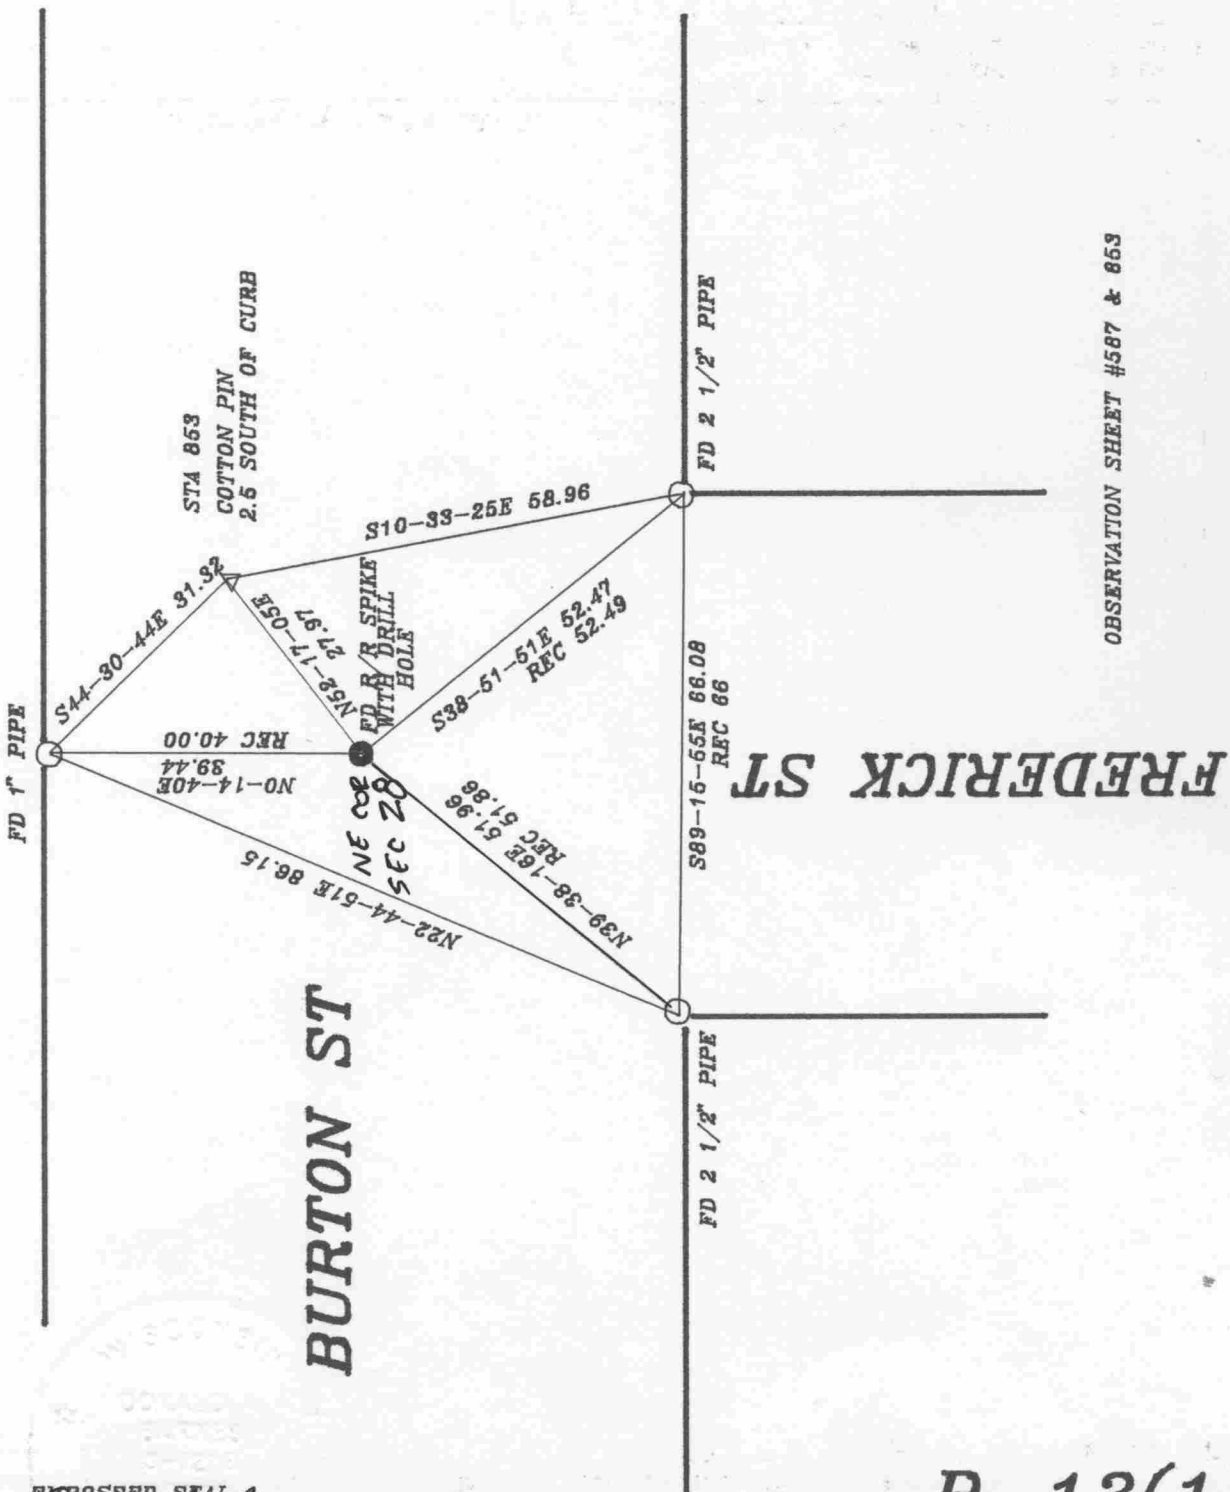 FD 1" PIPE
STA 853
COTTON PIN
2.5 SOUTH OF CURB
S44-30-44E 31.32
N52-17-05E
27.97
S10-33-25E 58.96
FD R/R SPIKE
WITH DRILL
HOLE
REC 40.00
39.44
N0-14-40E
NE COR
SEC 28
N22-44-51E 86.15
S38-51-51E 52.47
REC 52.49
N39-38-16E 51.96
REC 51.86
S89-15-55E 66.08
REC 66
FD 2 1/2" PIPE
FD 2 1/2" PIPE
BURTON ST
FREDERICK ST
OBSERVATION SHEET #587 & 853